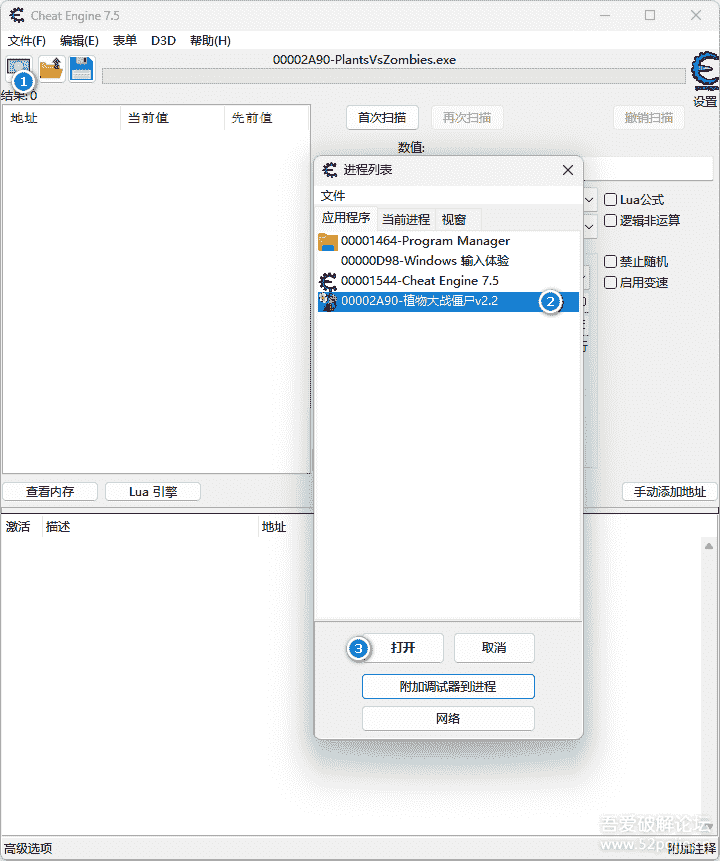 Cheat Engine 7.5
文件(F) 编辑(E) 表单 D3D 帮助(H)
00002A90-PlantsVsZombies.exe
1
设置
结果: 0
地址 当前值 先前值
首次扫描 再次扫描 撤销扫描
数值:
进程列表
文件
应用程序 当前进程 视窗
00001464-Program Manager
00000D98-Windows 输入体验
00001544-Cheat Engine 7.5
00002A90-植物大战僵尸v2.2 2
Lua公式
逻辑非运算
禁止随机
启用变速
查看内存 Lua 引擎 手动添加地址
激活 描述 地址
3 打开 取消
附加调试器到进程
网络
吾爱破解论坛
高级选项 附加注释